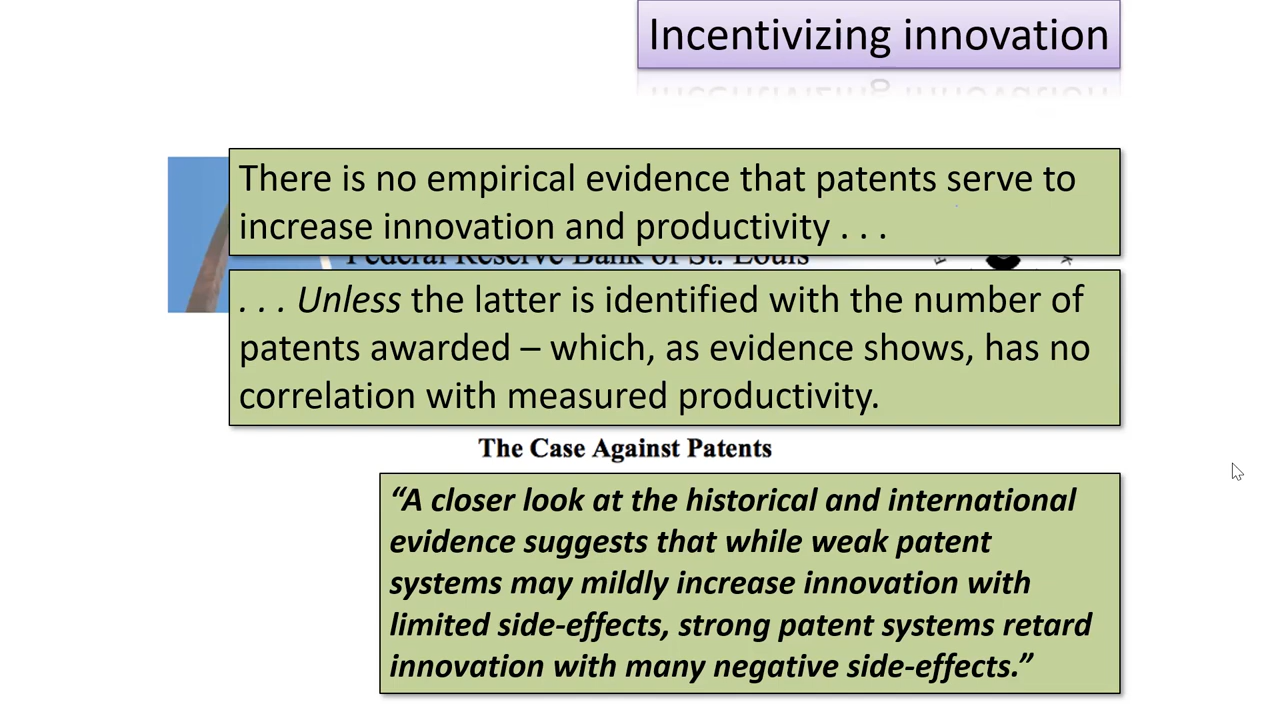 Incentivizing innovation
There is no empirical evidence that patents serve to
increase innovation and productivity . . .
Federal Reserve Bank of St. Louis
. . . Unless the latter is identified with the number of
patents awarded – which, as evidence shows, has no
correlation with measured productivity.
The Case Against Patents
“A closer look at the historical and international
evidence suggests that while weak patent
systems may mildly increase innovation with
limited side-effects, strong patent systems retard
innovation with many negative side-effects.”